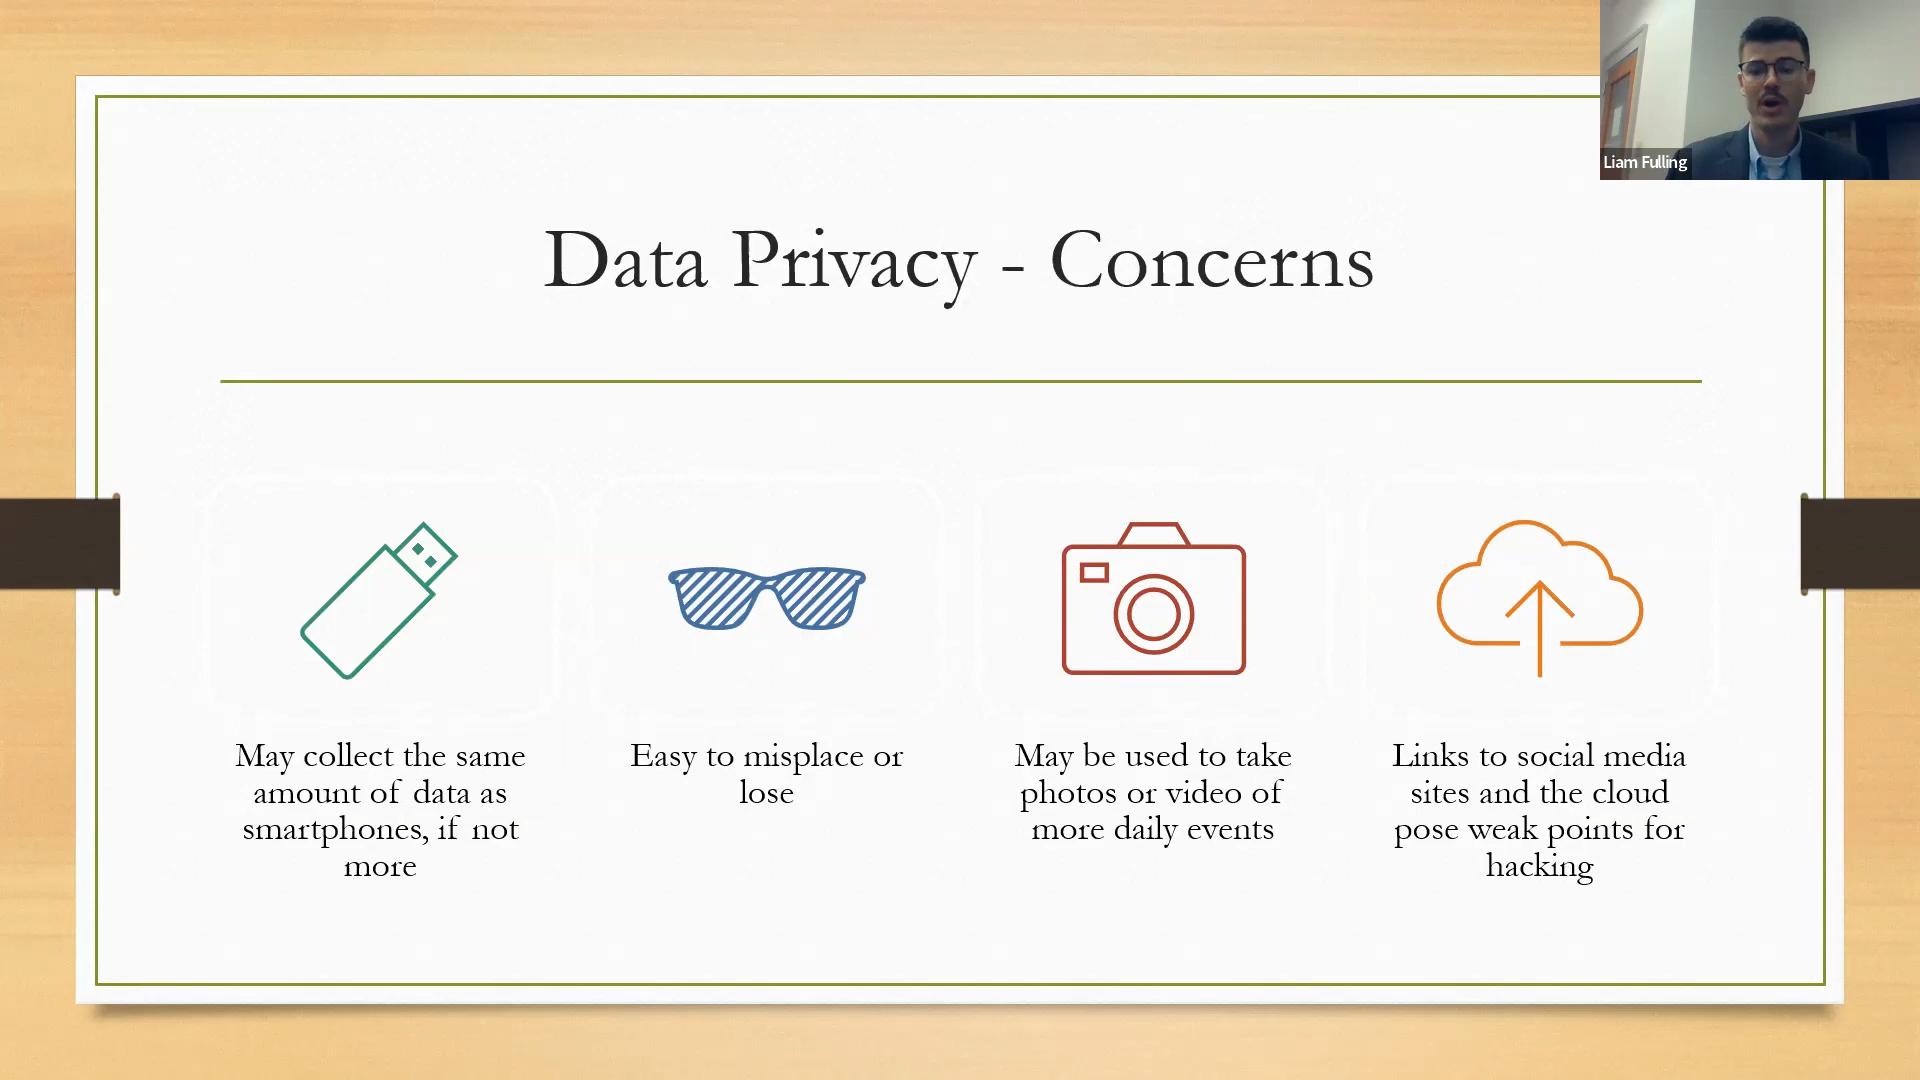 Liam Fulling
Data Privacy - Concerns
May collect the same
amount of data as
smartphones, if not
more
Easy to misplace or
lose
May be used to take
photos or video of
more daily events
Links to social media
sites and the cloud
pose weak points for
hacking